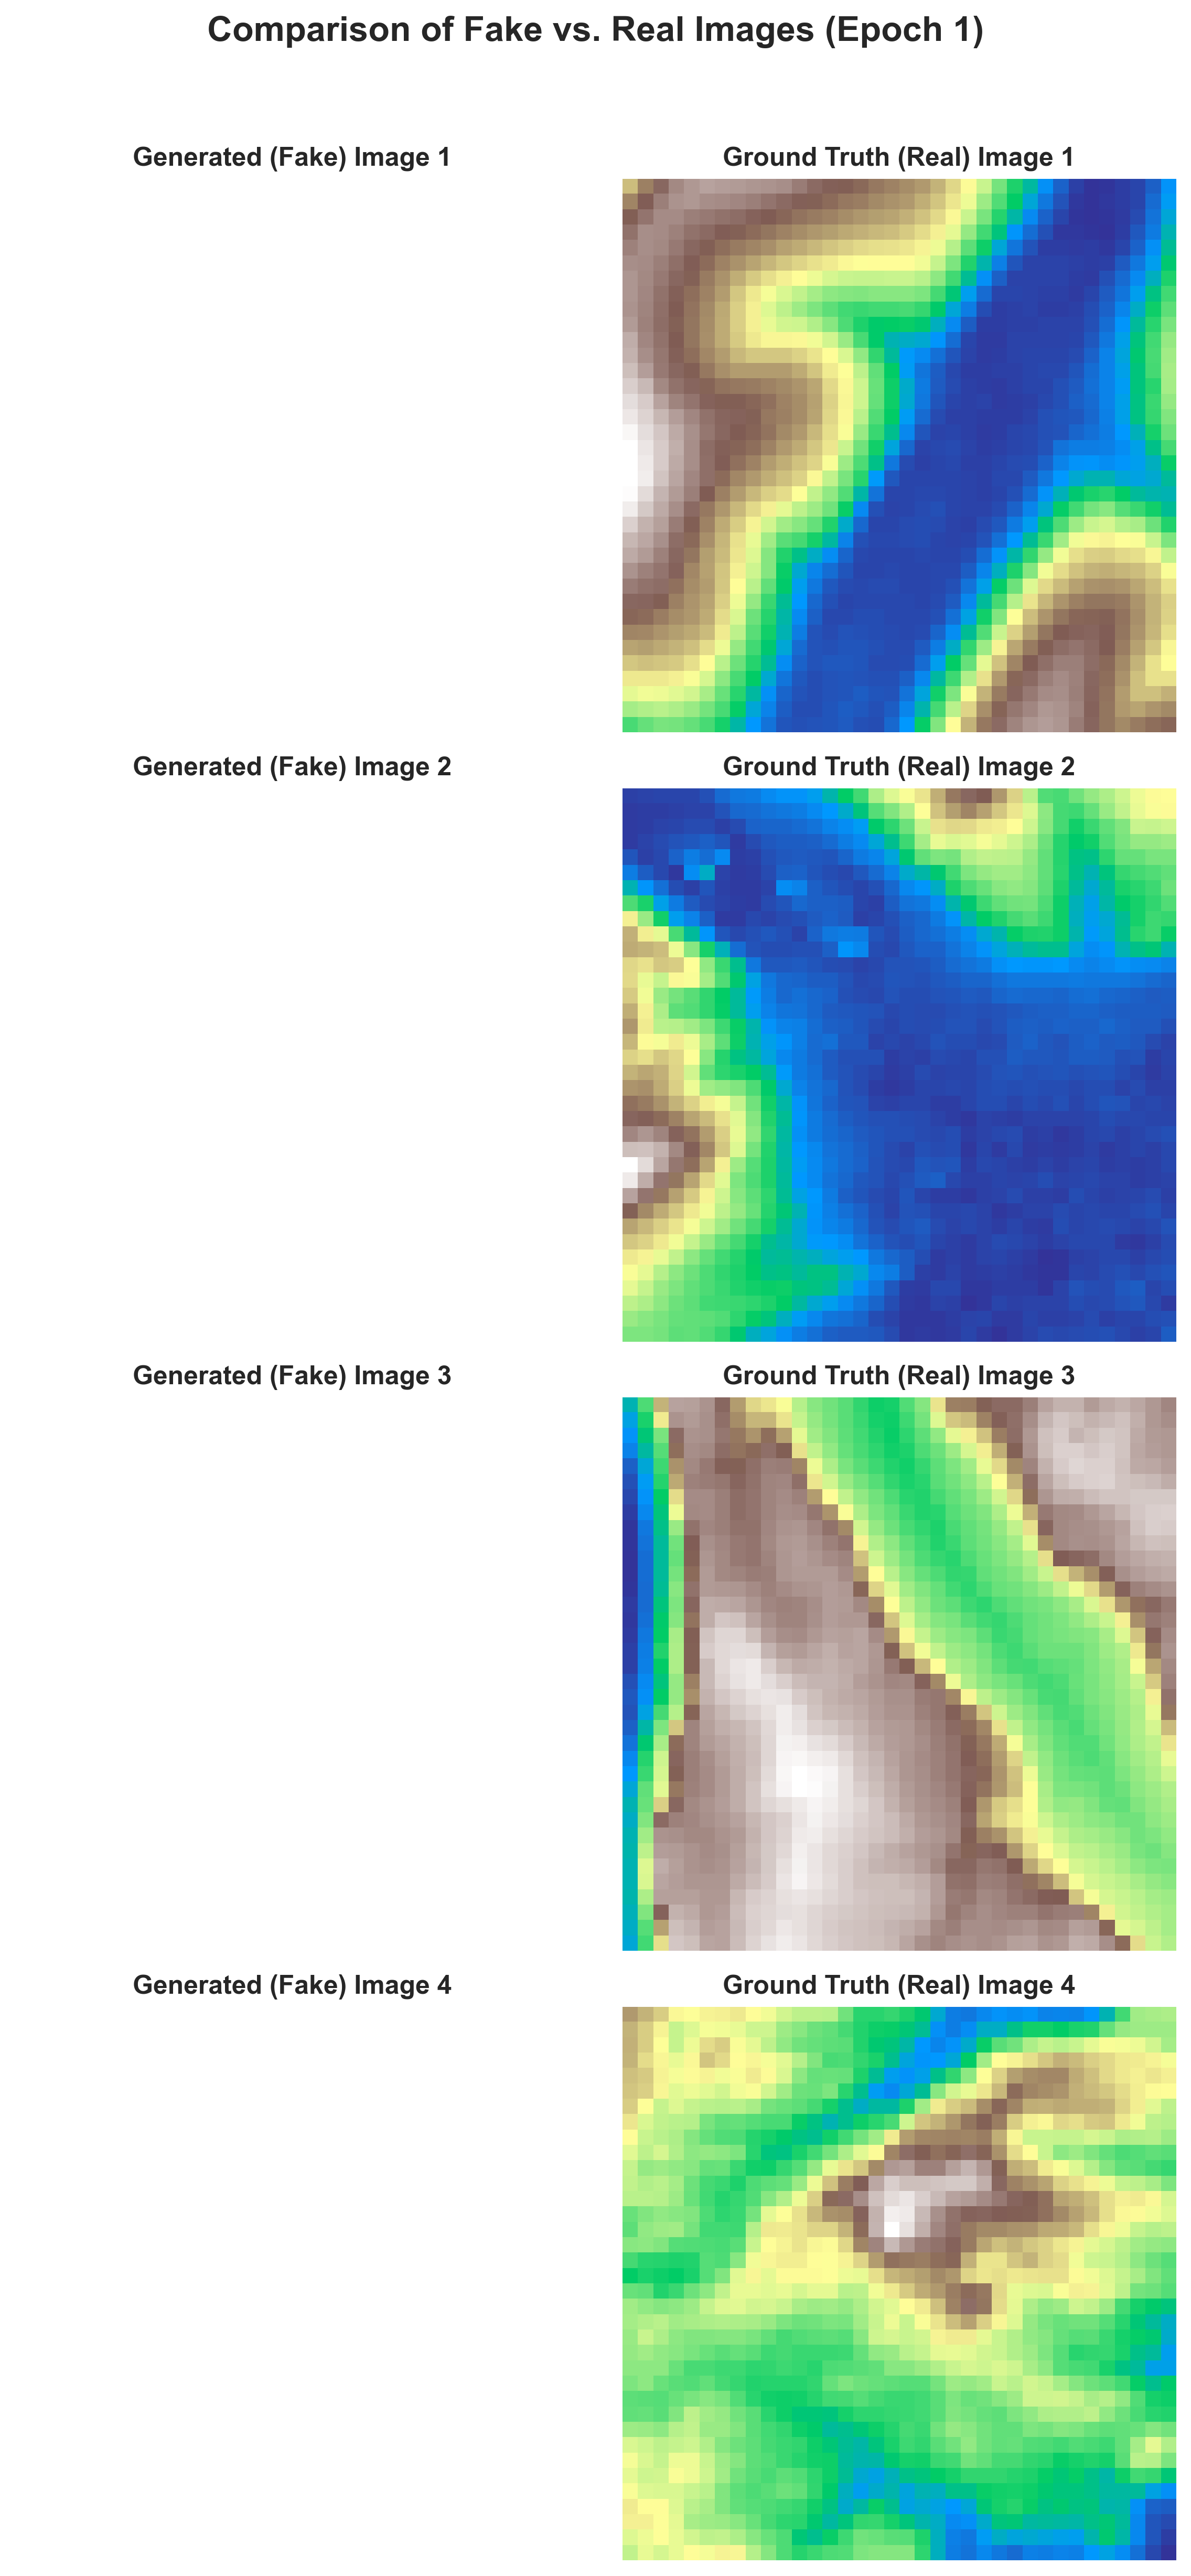 Comparison of Fake vs. Real Images (Epoch 1)
Generated (Fake) Image 1
Ground Truth (Real) Image 1
Generated (Fake) Image 2
Ground Truth (Real) Image 2
Generated (Fake) Image 3
Ground Truth (Real) Image 3
Generated (Fake) Image 4
Ground Truth (Real) Image 4